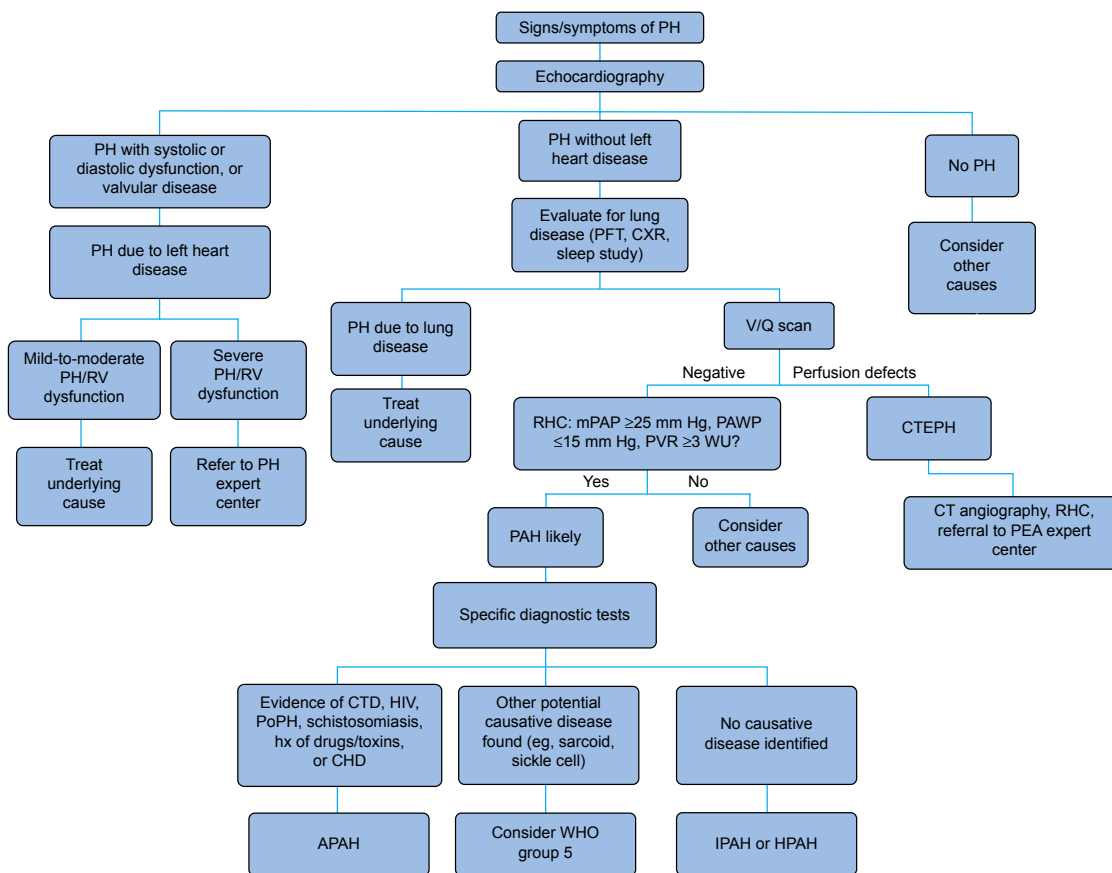 Signs/symptoms of PH
Echocardiography
PH with systolic or
diastolic dysfunction, or
valvular disease
PH without left
heart disease
No PH
PH due to left heart
disease
Evaluate for lung
disease (PFT, CXR,
sleep study)
Consider
other
causes
Mild-to-moderate
PH/RV
dysfunction
Severe
PH/RV
dysfunction
PH due to lung
disease
V/Q scan
Negative
Perfusion defects
Treat
underlying
cause
Refer to PH
expert
center
Treat
underlying
cause
RHC: mPAP ≥25 mm Hg, PAWP
≤15 mm Hg, PVR ≥3 WU?
CTEPH
Yes
No
PAH likely
Consider
other causes
CT angiography, RHC,
referral to PEA expert
center
Specific diagnostic tests
Evidence of CTD, HIV,
PoPH, schistosomiasis,
hx of drugs/toxins,
or CHD
Other potential
causative disease
found (eg, sarcoid,
sickle cell)
No causative
disease identified
APAH
Consider WHO
group 5
IPAH or HPAH